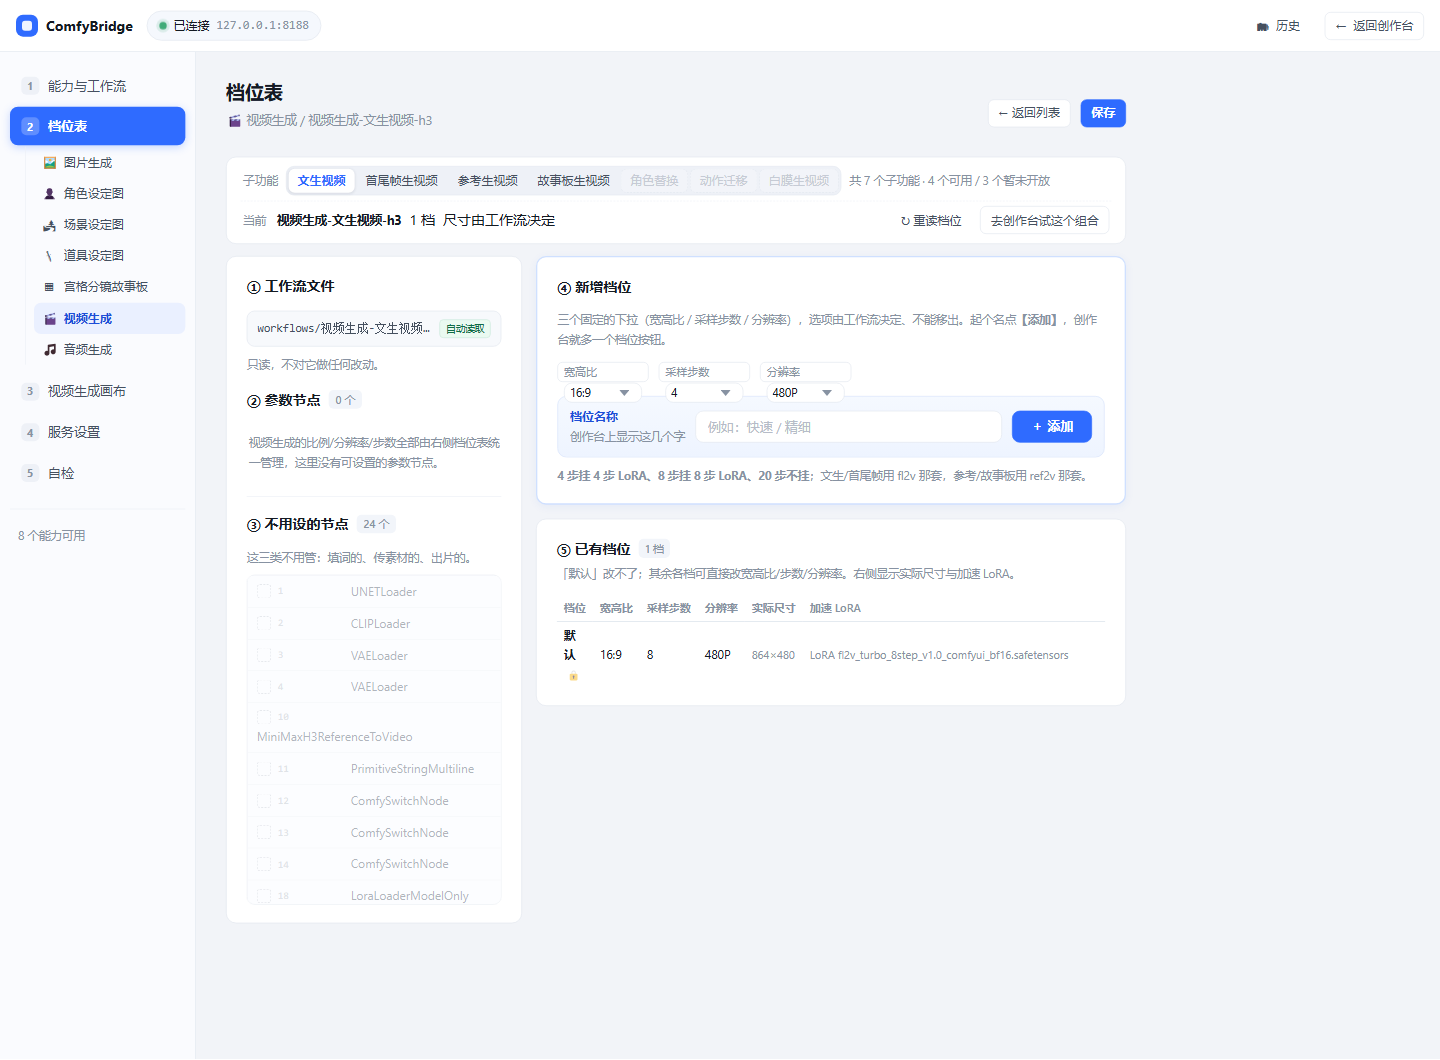 ComfyBridge
已连接 127.0.0.1:8188
历史
← 返回创作台
1 能力与工作流
2 档位表
图片生成
角色设定图
场景设定图
道具设定图
宫格分镜故事板
视频生成
音频生成
3 视频生成画布
4 服务设置
5 自检
8 个能力可用
档位表
视频生成 / 视频生成-文生视频-h3
← 返回列表
保存
子功能 文生视频 首尾帧生视频 参考生视频 故事板生视频 角色替换 动作迁移 白膜生视频 共 7 个子功能 · 4 个可用 / 3 个暂未开放
当前 视频生成-文生视频-h3 1 档 尺寸由工作流决定
↻ 重读档位
去创作台试这个组合
① 工作流文件
workflows/视频生成-文生视频… 自动读取
只读，不对它做任何改动。
② 参数节点 0 个
视频生成的比例/分辨率/步数全部由右侧档位表统
一管理，这里没有可设置的参数节点。
③ 不用设的节点 24 个
这三类不用管：填词的、传素材的、出片的。
1 UNETLoader
2 CLIPLoader
3 VAELoader
4 VAELoader
10
MiniMaxH3ReferenceToVideo
11 PrimitiveStringMultiline
12 ComfySwitchNode
13 ComfySwitchNode
14 ComfySwitchNode
18 LoraLoaderModelOnly
④ 新增档位
三个固定的下拉（宽高比 / 采样步数 / 分辨率），选项由工作流决定、不能移出。起个名点【添加】，创作
台就多一个档位按钮。
宽高比 采样步数 分辨率
16:9 4 480P
档位名称
创作台上显示这几个字
例如：快速 / 精细
+ 添加
4 步挂 4 步 LoRA、8 步挂 8 步 LoRA、20 步不挂；文生/首尾帧用 fl2v 那套，参考/故事板用 ref2v 那套。
⑤ 已有档位 1 档
「默认」改不了；其余各档可直接改宽高比/步数/分辨率。右侧显示实际尺寸与加速 LoRA。
档位 宽高比 采样步数 分辨率 实际尺寸 加速 LoRA
默
认 16:9 8 480P 864×480 LoRA fl2v_turbo_8step_v1.0_comfyui_bf16.safetensors